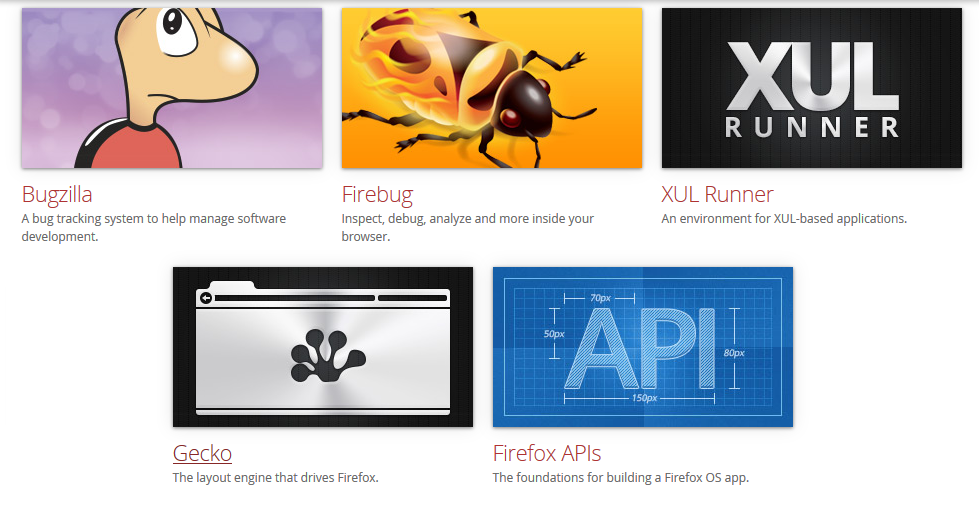 XUL
RUNNER
Bugzilla
A bug tracking system to help manage software
development.
Firebug
Inspect, debug, analyze and more inside your
browser.
XUL Runner
An environment for XUL-based applications.
70px
50px
API
80px
150px
Gecko
The layout engine that drives Firefox.
Firefox APIs
The foundations for building a Firefox OS app.